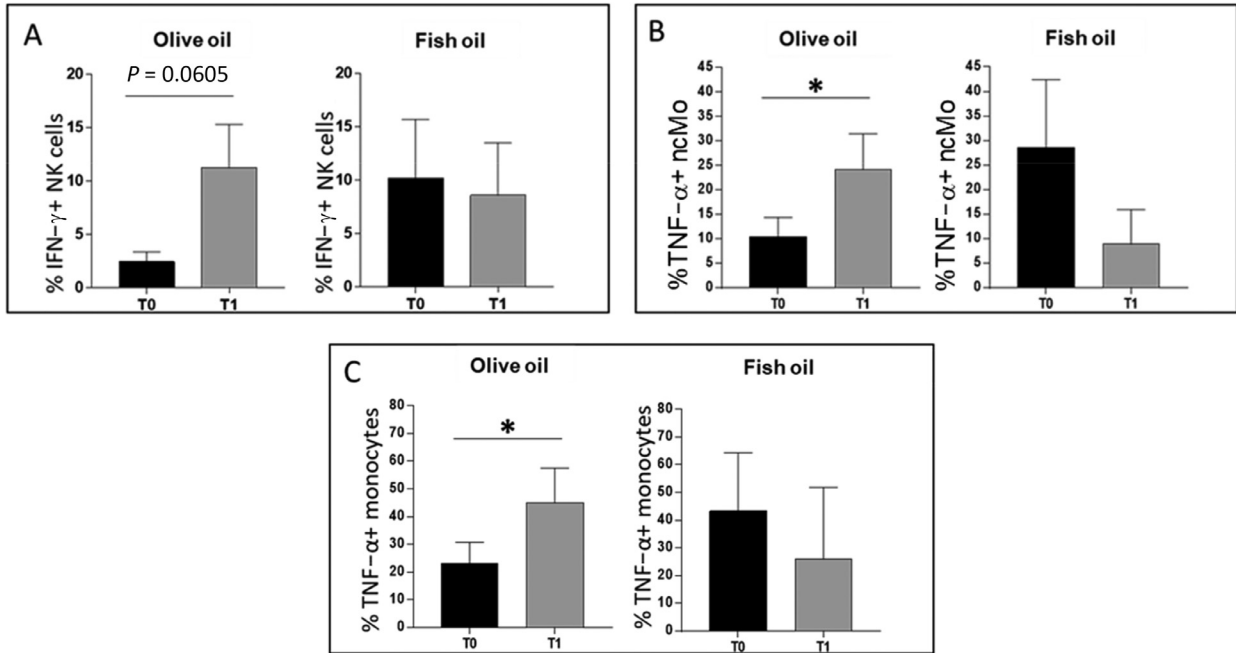 A
Olive oil
P = 0.0605
% IFN-γ+ NK cells
20
15
10
5
0
T0 T1
Fish oil
% IFN-γ+ NK cells
20
15
10
5
0
T0 T1
B
Olive oil
*
%TNF-α+ ncMo
45
40
35
30
25
20
15
10
5
0
T0 T1
Fish oil
%TNF-α+ ncMo
45
40
35
30
25
20
15
10
5
0
T0 T1
C
Olive oil
*
% TNF-α+ monocytes
80
70
60
50
40
30
20
10
0
T0 T1
Fish oil
% TNF-α+ monocytes
80
70
60
50
40
30
20
10
0
T0 T1